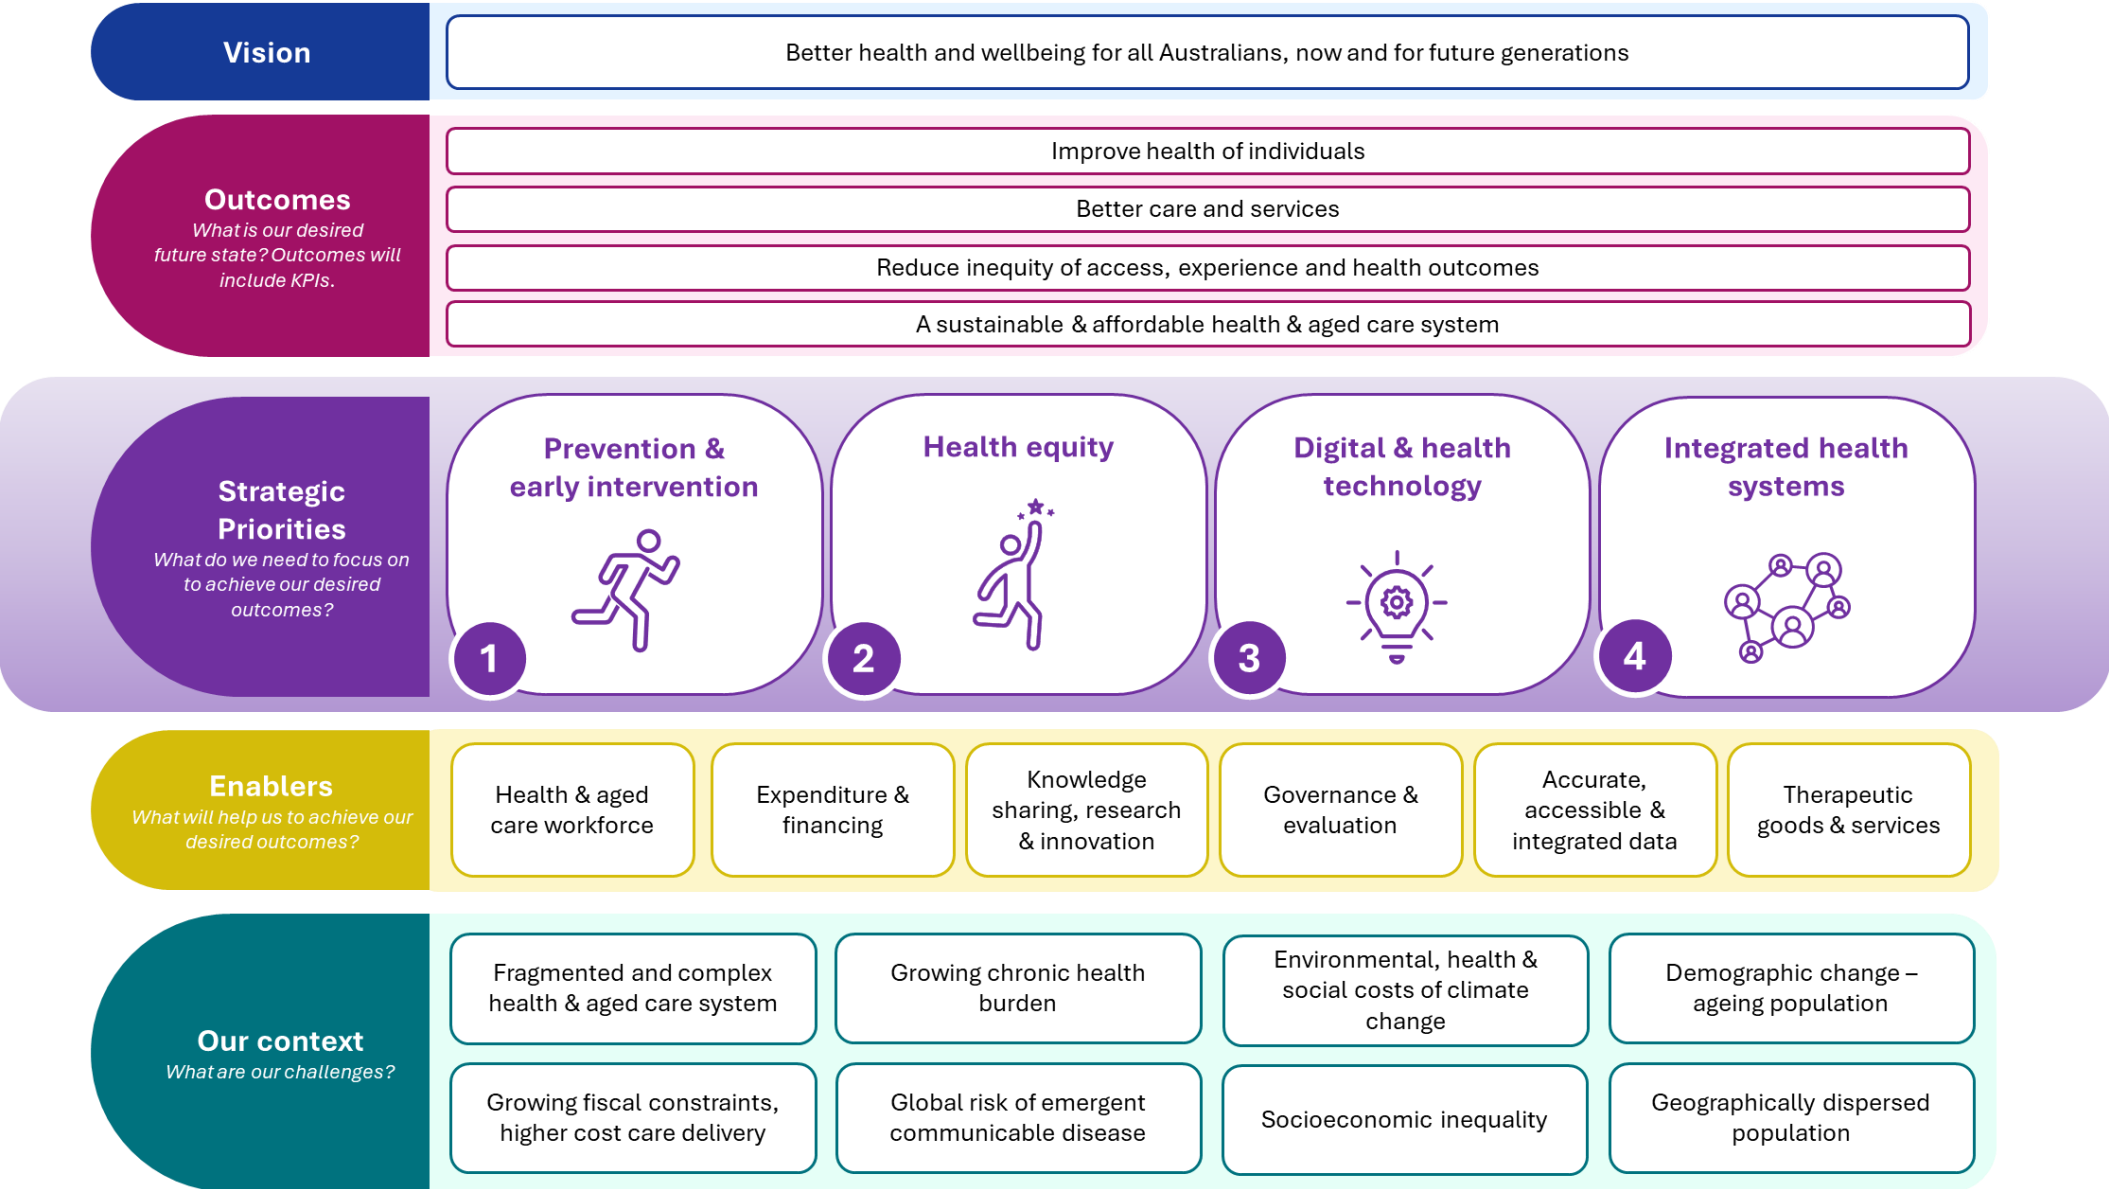 Vision
Better health and wellbeing for all Australians, now and for future generations
Outcomes
What is our desired
future state? Outcomes will
include KPIs.
Improve health of individuals
Better care and services
Reduce inequity of access, experience and health outcomes
A sustainable & affordable health & aged care system
Strategic
Priorities
What do we need to focus on
to achieve our desired
outcomes?
Prevention &
early intervention
1
Health equity
2
Digital & health
technology
3
Integrated health
systems
4
Enablers
What will help us to achieve our
desired outcomes?
Health & aged
care workforce
Expenditure &
financing
Knowledge
sharing, research
& innovation
Governance &
evaluation
Accurate,
accessible &
integrated data
Therapeutic
goods & services
Our context
What are our challenges?
Fragmented and complex
health & aged care system
Growing chronic health
burden
Environmental, health &
social costs of climate
change
Demographic change –
ageing population
Growing fiscal constraints,
higher cost care delivery
Global risk of emergent
communicable disease
Socioeconomic inequality
Geographically dispersed
population